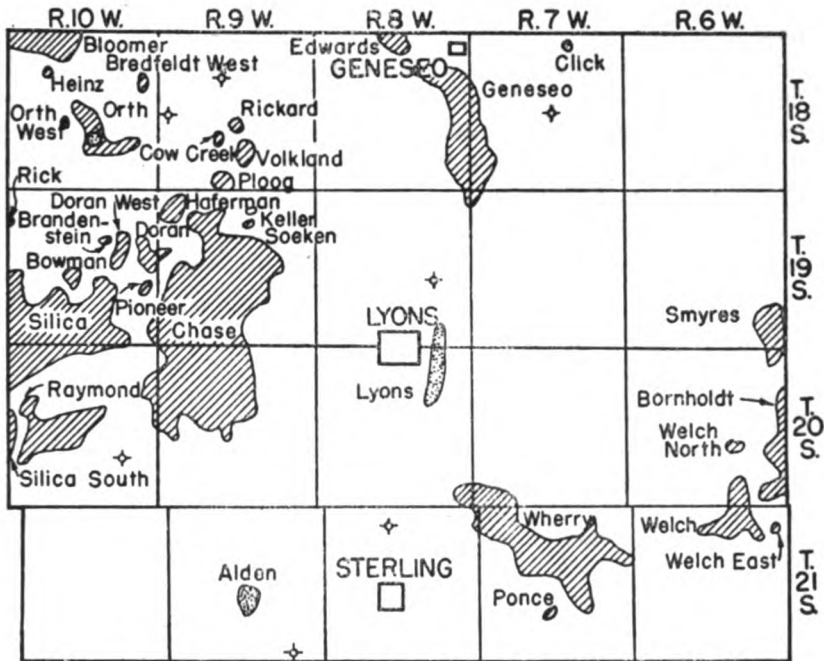 R.10 W.
R.9 W.
R.8 W.
R.7 W.
R.6 W.
Bloomer
Bredfeldt West
Heinz
Edwards
GENESEO
Click
Geneseo
T.
18
S.
Orth
West
Orth
Rickard
Cow Creek
Volkland
Ploog
Rick
Doran West
Haferman
Branden-
stein
Doran
Keller
Soeken
Bowman
Pioneer
Silica
Chase
LYONS
Smyres
T.
19
S.
Raymond
Lyons
Bornholdt
Welch
North
T.
20
S.
Silica South
Wherry
Welch
Welch East
Alden
STERLING
Ponce
T.
21
S.